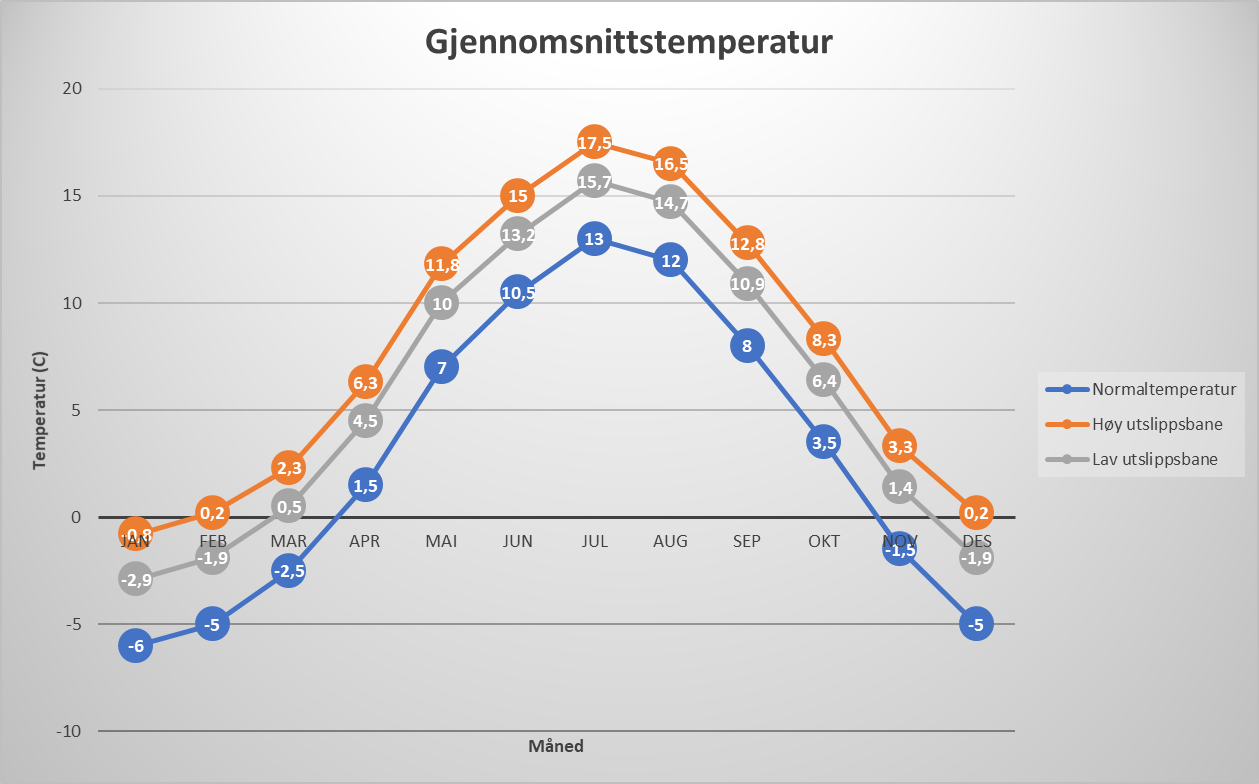 Gjennomsnittstemperatur
20
15
10
5
0
-5
-10
Temperatur (C)
17,5
16,5
15
15,7
14,7
13,2
13
12,8
11,8
12
10,9
10,5
10
8,3
8
7
6,4
6,3
4,5
3,5
3,3
2,3
1,5
1,4
0,5
0,2
0,2
-0,8
JAN
FEB
MAR
APR
MAI
JUN
JUL
AUG
SEP
OKT
NOV
DES
-1,5
-1,9
-1,9
-2,5
-2,9
-5
-5
-6
Måned
Normaltemperatur
Høy utslippsbane
Lav utslippsbane